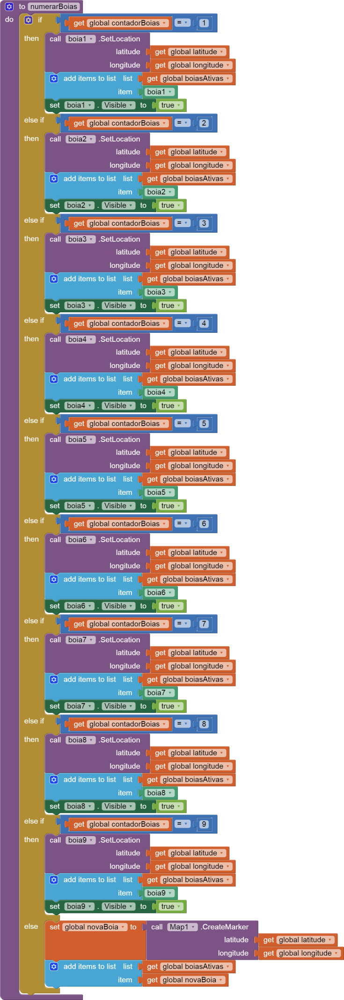 to numerarBoias
do if get global contadorBoias = 1
then call boia1 .SetLocation
latitude get global latitude
longitude get global longitude
add items to list list get global boiasAtivas
item boia1
set boia1 . Visible to true
else if get global contadorBoias = 2
then call boia2 .SetLocation
latitude get global latitude
longitude get global longitude
add items to list list get global boiasAtivas
item boia2
set boia2 . Visible to true
else if get global contadorBoias = 3
then call boia3 .SetLocation
latitude get global latitude
longitude get global longitude
add items to list list get global boiasAtivas
item boia3
set boia3 . Visible to true
else if get global contadorBoias = 4
then call boia4 .SetLocation
latitude get global latitude
longitude get global longitude
add items to list list get global boiasAtivas
item boia4
set boia4 . Visible to true
else if get global contadorBoias = 5
then call boia5 .SetLocation
latitude get global latitude
longitude get global longitude
add items to list list get global boiasAtivas
item boia5
set boia5 . Visible to true
else if get global contadorBoias = 6
then call boia6 .SetLocation
latitude get global latitude
longitude get global longitude
add items to list list get global boiasAtivas
item boia6
set boia6 . Visible to true
else if get global contadorBoias = 7
then call boia7 .SetLocation
latitude get global latitude
longitude get global longitude
add items to list list get global boiasAtivas
item boia7
set boia7 . Visible to true
else if get global contadorBoias = 8
then call boia8 .SetLocation
latitude get global latitude
longitude get global longitude
add items to list list get global boiasAtivas
item boia8
set boia8 . Visible to true
else if get global contadorBoias = 9
then call boia9 .SetLocation
latitude get global latitude
longitude get global longitude
add items to list list get global boiasAtivas
item boia9
set boia9 . Visible to true
else set global novaBoia to call Map1 .CreateMarker
latitude get global latitude
longitude get global longitude
add items to list list get global boiasAtivas
item get global novaBoia